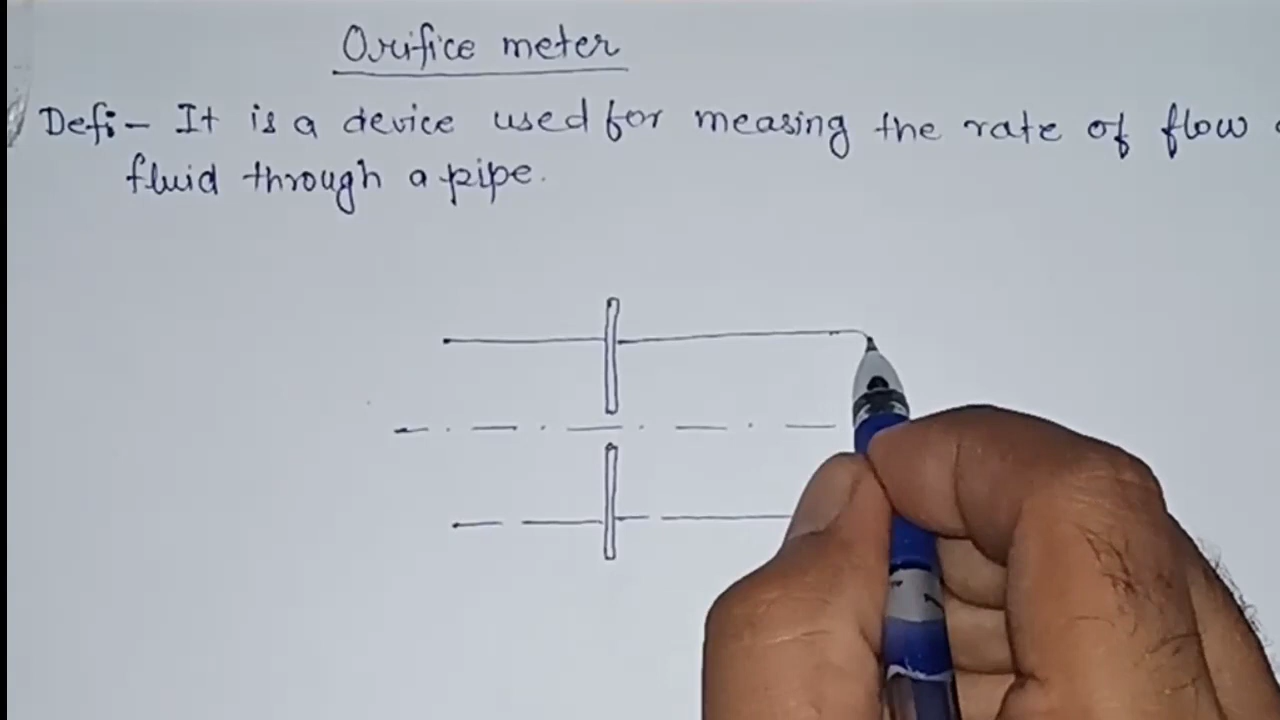 Orifice meter
Defi:- It is a device used for measing the rate of flow
fluid through a pipe.